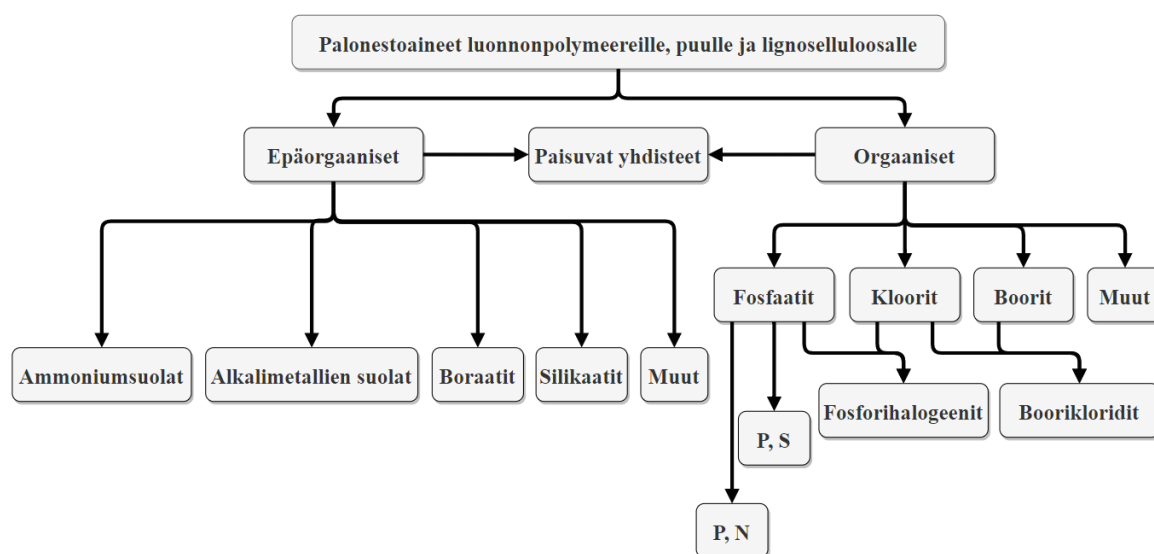 Palonestoaineet luonnonpolymeereille, puulle ja lignoselluloosalle
Epäorgaaniset
Paisuvat yhdisteet
Orgaaniset
Fosfaatit
Kloorit
Boorit
Muut
Ammoniumsuolat
Alkalimetallien suolat
Boraatit
Silikaatit
Muut
Fosforihalogeenit
Boorikloridit
P, S
P, N